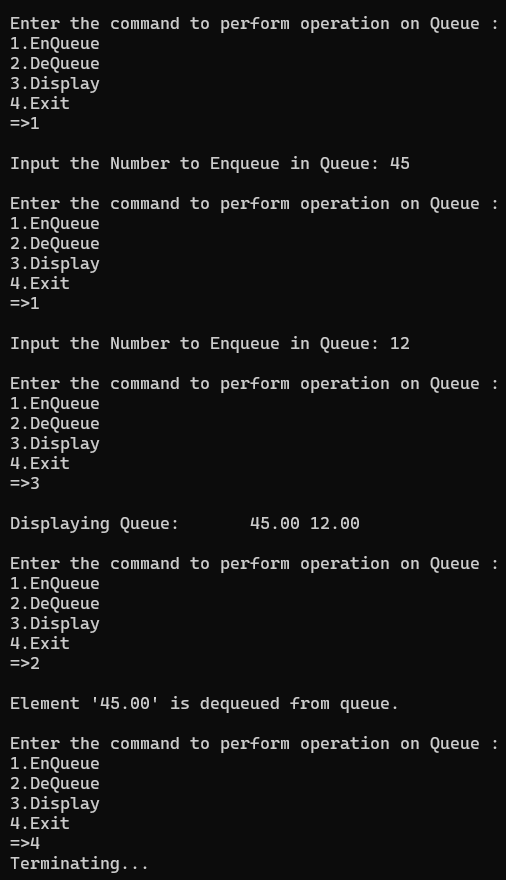 Enter the command to perform operation on Queue :
1.EnQueue
2.DeQueue
3.Display
4.Exit
=>1
Input the Number to Enqueue in Queue: 45
Enter the command to perform operation on Queue :
1.EnQueue
2.DeQueue
3.Display
4.Exit
=>1
Input the Number to Enqueue in Queue: 12
Enter the command to perform operation on Queue :
1.EnQueue
2.DeQueue
3.Display
4.Exit
=>3
Displaying Queue:       45.00 12.00
Enter the command to perform operation on Queue :
1.EnQueue
2.DeQueue
3.Display
4.Exit
=>2
Element '45.00' is dequeued from queue.
Enter the command to perform operation on Queue :
1.EnQueue
2.DeQueue
3.Display
4.Exit
=>4
Terminating...